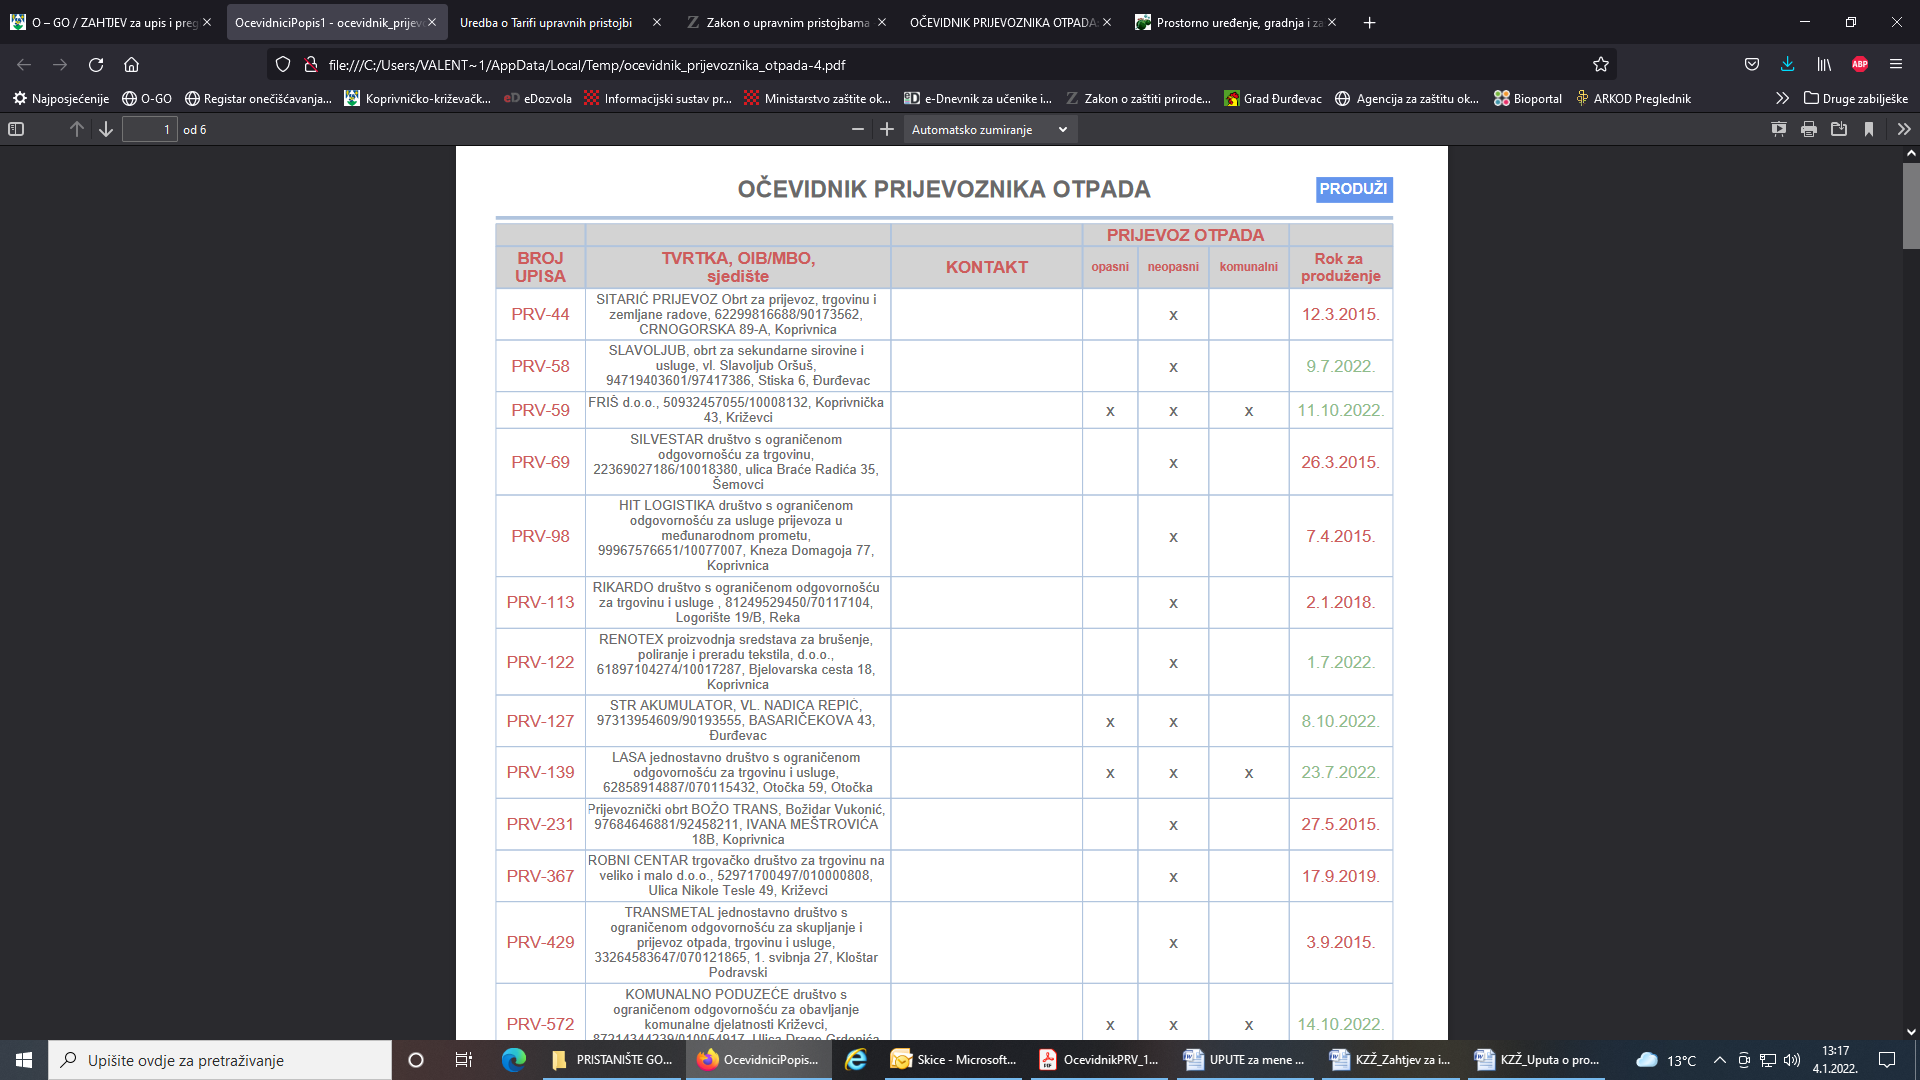 O – GO / ZAHTJEV za upis i preg
OcevidniciPopis1 - ocevidnik_prijevo
Uredba o Tarifi upravnih pristojbi
Zakon o upravnim pristojbama
OČEVIDNIK PRIJEVOZNIKA OTPADA
Prostorno uređenje, gradnja i za
file:///C:/Users/VALENT~1/AppData/Local/Temp/ocevidnik_prijevoznika_otpada-4.pdf
Najposjećenije
O-GO
Registar onečišćavanja...
Koprivničko-križevačk...
eDozvola
Informacijski sustav pr...
Ministarstvo zaštite ok...
e-Dnevnik za učenike i...
Zakon o zaštiti prirode...
Grad Đurđevac
Agencija za zaštitu ok...
Bioportal
ARKOD Preglednik
Druge zabilješke
1 od 6
Automatsko zumiranje
OČEVIDNIK PRIJEVOZNIKA OTPADA
PRODUŽI
PRIJEVOZ OTPADA
BROJ
UPISA
TVRTKA, OIB/MBO,
sjedište
KONTAKT
opasni
neopasni
komunalni
Rok za
produženje
PRV-44
SITARIĆ PRIJEVOZ Obrt za prijevoz, trgovinu i
zemljane radove, 62299816688/90173562,
CRNOGORSKA 89-A, Koprivnica
x
12.3.2015.
PRV-58
SLAVOLJUB, obrt za sekundarne sirovine i
usluge, vl. Slavoljub Oršuš,
94719403601/97417386, Stiska 6, Đurđevac
x
9.7.2022.
PRV-59
FRIŠ d.o.o., 50932457055/10008132, Koprivnička
43, Križevci
x x x
11.10.2022.
PRV-69
SILVESTAR društvo s ograničenom
odgovornošću za trgovinu,
22369027186/10018380, ulica Braće Radića 35,
Šemovci
x
26.3.2015.
PRV-98
HIT LOGISTIKA društvo s ograničenom
odgovornošću za usluge prijevoza u
međunarodnom prometu,
99967576651/10077007, Kneza Domagoja 77,
Koprivnica
x
7.4.2015.
PRV-113
RIKARDO društvo s ograničenom odgovornošću
za trgovinu i usluge , 81249529450/70117104,
Logorište 19/B, Reka
x
2.1.2018.
PRV-122
RENOTEX proizvodnja sredstava za brušenje,
poliranje i preradu tekstila, d.o.o.,
61897104274/10017287, Bjelovarska cesta 18,
Koprivnica
x
1.7.2022.
PRV-127
STR AKUMULATOR, VL. NADICA REPIĆ,
97313954609/90193555, BASARIČEKOVA 43,
Đurđevac
x x
8.10.2022.
PRV-139
LASA jednostavno društvo s ograničenom
odgovornošću za trgovinu i usluge,
62858914887/070115432, Otočka 59, Otočka
x x x
23.7.2022.
PRV-231
Prijevoznički obrt BOŽO TRANS, Božidar Vukonić,
97684646881/92458211, IVANA MEŠTROVIĆA
18B, Koprivnica
x
27.5.2015.
PRV-367
ROBNI CENTAR trgovačko društvo za trgovinu na
veliko i malo d.o.o., 52971700497/010000808,
Ulica Nikole Tesle 49, Križevci
x
17.9.2019.
PRV-429
TRANSMETAL jednostavno društvo s
ograničenom odgovornošću za skupljanje i
prijevoz otpada, trgovinu i usluge,
33264583647/070121865, 1. svibnja 27, Kloštar
Podravski
x
3.9.2015.
PRV-572
KOMUNALNO PODUZEĆE društvo s
ograničenom odgovornošću za obavljanje
komunalne djelatnosti Križevci,
87214344239/010054917, Ulica Drage Grdenića
x x x
14.10.2022.
Upišite ovdje za pretraživanje
PRISTANIŠTE GO...
OcevidniciPopis...
Skice - Microsoft...
OcevidnikPRV_1...
UPUTE za mene ...
KZŽ_Zahtjev za i...
KZŽ_Uputa o pro...
13°C
13:17
4.1.2022.